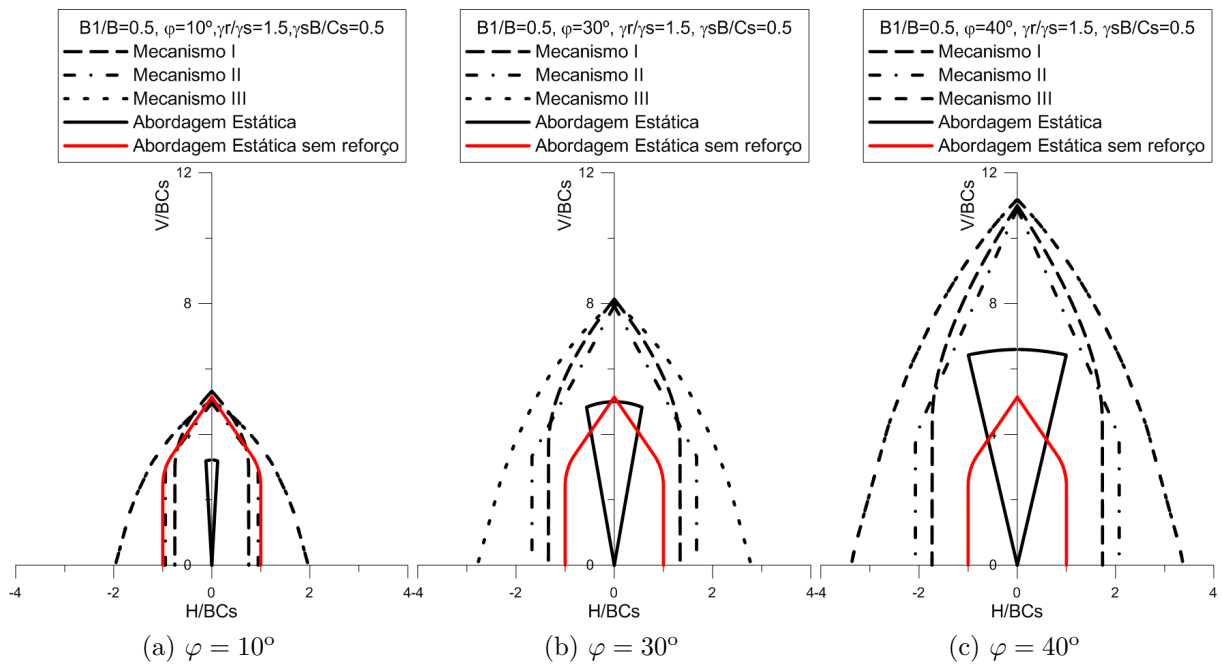 B1/B=0.5, φ=10º,γr/γs=1.5,γsB/Cs=0.5
Mecanismo I
Mecanismo II
Mecanismo III
Abordagem Estática
Abordagem Estática sem reforço
12
V/BCs
8
4
0
-4
-2
0
2
4
H/BCs
(a) φ = 10º
B1/B=0.5, φ=30º, γr/γs=1.5, γsB/Cs=0.5
Mecanismo I
Mecanismo II
Mecanismo III
Abordagem Estática
Abordagem Estática sem reforço
12
V/BCs
8
4
0
-4
-2
0
2
4
H/BCs
(b) φ = 30º
B1/B=0.5, φ=40º, γr/γs=1.5, γsB/Cs=0.5
Mecanismo I
Mecanismo II
Mecanismo III
Abordagem Estática
Abordagem Estática sem reforço
12
V/BCs
8
4
0
-4
-2
0
2
4
H/BCs
(c) φ = 40º